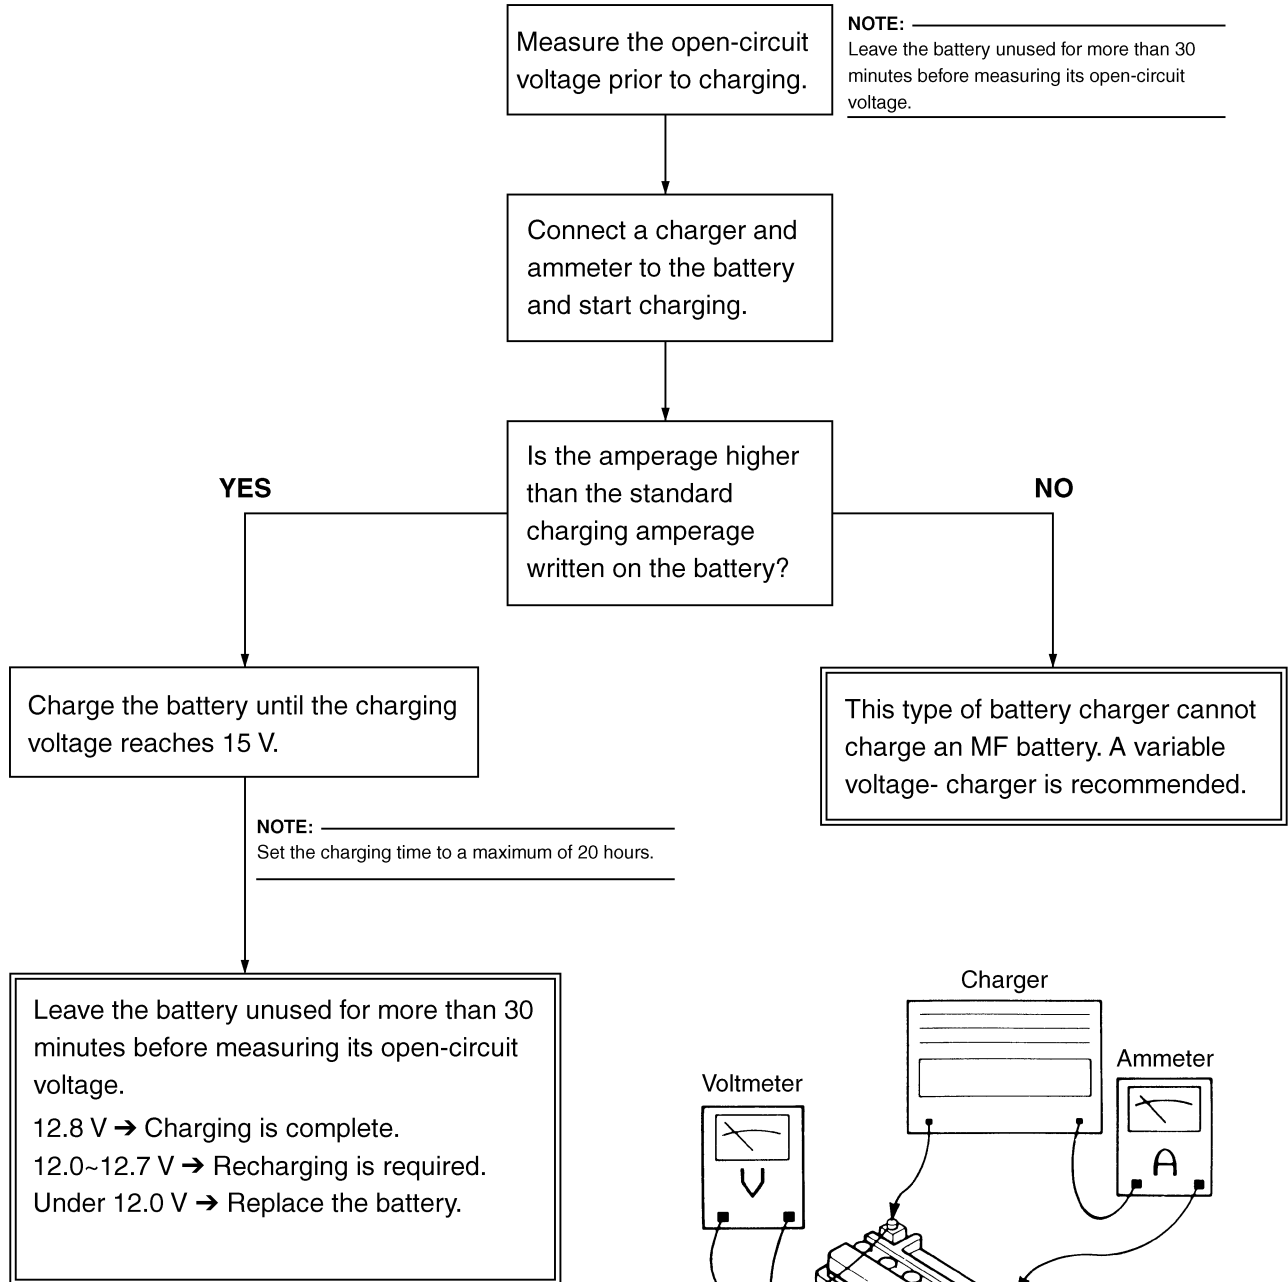 Measure the open-circuit
voltage prior to charging.
NOTE:
Leave the battery unused for more than 30
minutes before measuring its open-circuit
voltage.
Connect a charger and
ammeter to the battery
and start charging.
Is the amperage higher
than the standard
charging amperage
written on the battery?
YES
NO
Charge the battery until the charging
voltage reaches 15 V.
This type of battery charger cannot
charge an MF battery. A variable
voltage- charger is recommended.
NOTE:
Set the charging time to a maximum of 20 hours.
Leave the battery unused for more than 30
minutes before measuring its open-circuit
voltage.
12.8 V ➔ Charging is complete.
12.0~12.7 V ➔ Recharging is required.
Under 12.0 V ➔ Replace the battery.
Charger
Ammeter
Voltmeter
V
A